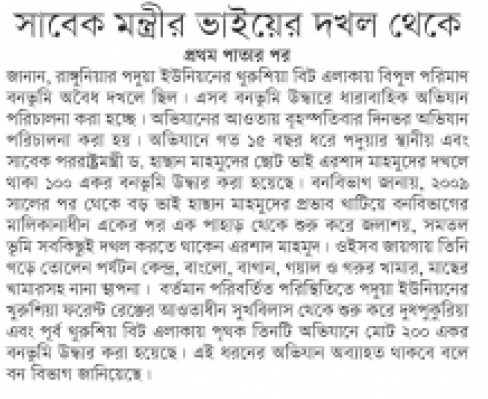 সাবেক মন্ত্রীর ভাইয়ের দখল থেকে
প্রথম পাতার পর
জানান, রাঙ্গুনিয়ার পদুয়া ইউনিয়নের খুরুশিয়া বিট এলাকায় বিপুল পরিমাণ
বনভূমি অবৈধ দখলে ছিল। এসব বনভূমি উদ্ধারে ধারাবাহিক অভিযান
পরিচালনা করা হচ্ছে। অভিযানের আওতায় বৃহস্পতিবার দিনভর অভিযান
পরিচালনা করা হয়। অভিযানে গত ১৫ বছর ধরে পদুয়ার স্থানীয় এবং
সাবেক পররাষ্ট্রমন্ত্রী ড. হাছান মাহমুদের ছোট ভাই এরশাদ মাহমুদের দখলে
থাকা ১০০ একর বনভূমি উদ্ধার করা হয়েছে। বনবিভাগ জানায়, ২০০৯
সালের পর থেকে বড় ভাই হাছান মাহমুদের প্রভাব খাটিয়ে বনবিভাগের
মালিকানাধীন একের পর এক পাহাড় থেকে শুরু করে জলাশয়, সমতল
ভূমি সবকিছুই দখল করতে থাকেন এরশাদ মাহমুদ। ওইসব জায়গায় তিনি
গড়ে তোলেন পর্যটন কেন্দ্র, বাংলো, বাগান, গয়াল ও গরুর খামার, মাছের
খামারসহ নানা স্থাপনা। বর্তমান পরিবর্তিত পরিস্থিতিতে পদুয়া ইউনিয়নের
খুরুশিয়া ফরেস্ট রেঞ্জের আওতাধীন সুখবিলাস থেকে শুরু করে দুধপুকুরিয়া
এবং পূর্ব খুরুশিয়া বিট এলাকায় পৃথক তিনটি অভিযানে মোট ২০০ একর
বনভূমি উদ্ধার করা হয়েছে। এই ধরনের অভিযান অব্যাহত থাকবে বলে
বন বিভাগ জানিয়েছে।